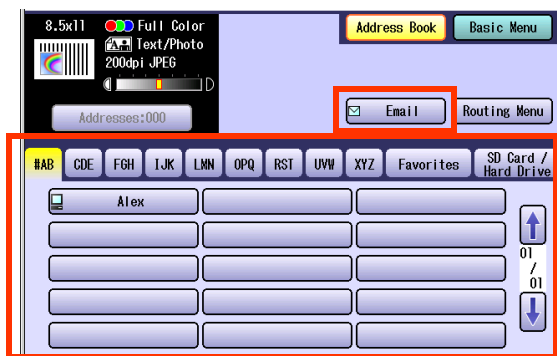 8.5x11 Full Color
Text/Photo
200dpi JPEG
D
Addresses:000
Address Book
Basic Menu
Email
Routing Menu
#AB CDE FGH IJK LMN OPQ RST UVW XYZ Favorites SD Card /
Hard Drive
Alex
01
/
01